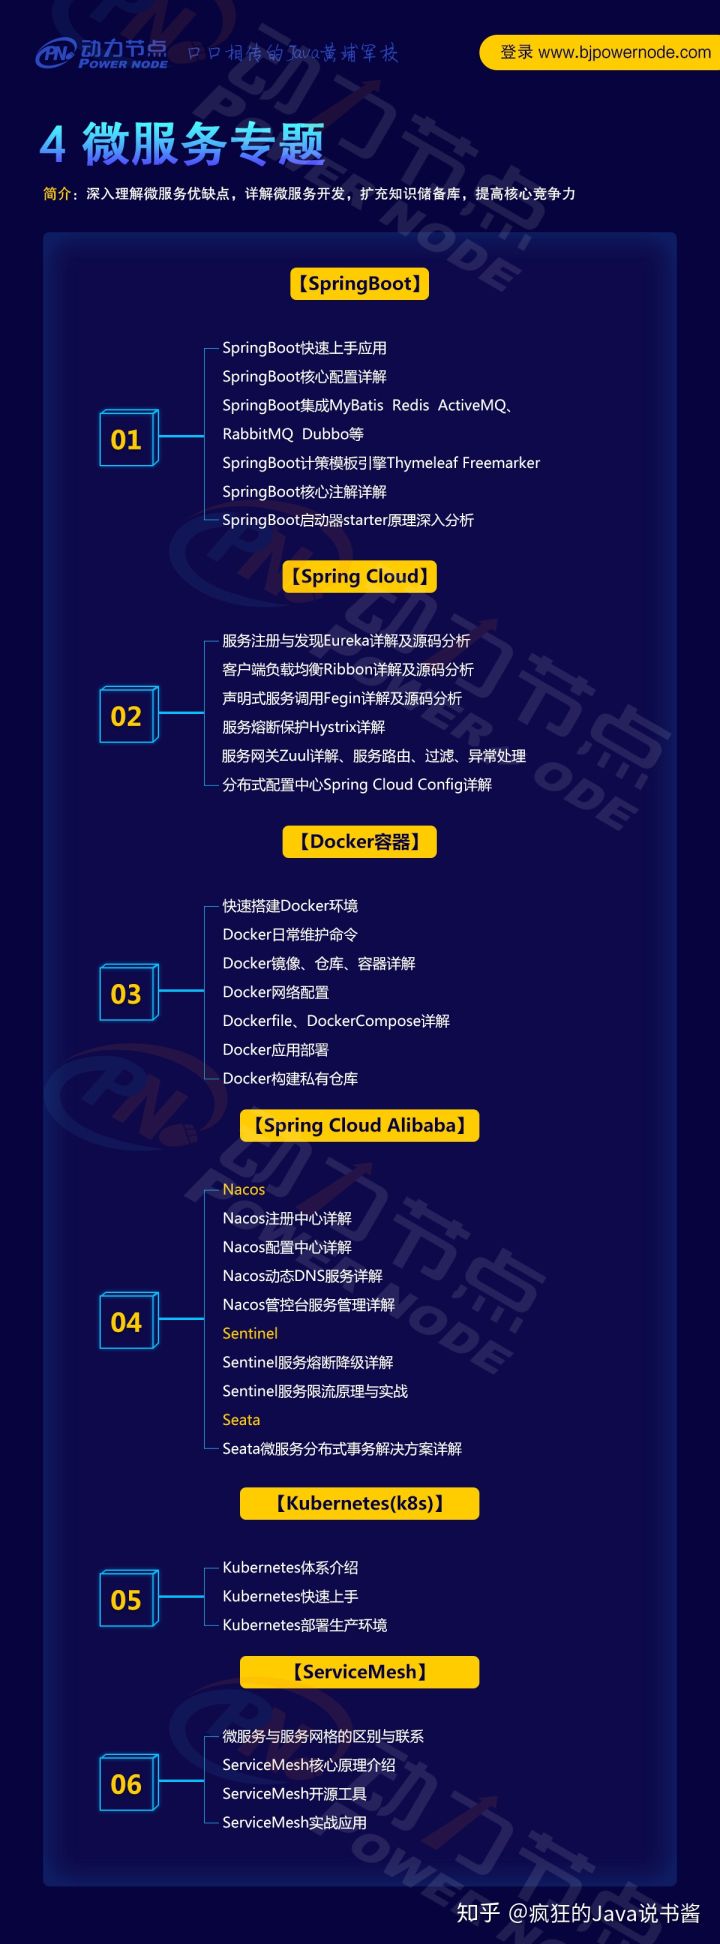 动力节点
POWER NODE
口口相传的Java黄埔军校
登录 www.bjpowernode.com
4 微服务专题
简介：深入理解微服务优缺点，详解微服务开发，扩充知识储备库，提高核心竞争力
【SpringBoot】
01
SpringBoot快速上手应用
SpringBoot核心配置详解
SpringBoot集成MyBatis Redis ActiveMQ、
RabbitMQ Dubbo等
SpringBoot计策模板引擎Thymeleaf Freemarker
SpringBoot核心注解详解
SpringBoot启动器starter原理深入分析
【Spring Cloud】
02
服务注册与发现Eureka详解及源码分析
客户端负载均衡Ribbon详解及源码分析
声明式服务调用Fegin详解及源码分析
服务熔断保护Hystrix详解
服务网关Zuul详解、服务路由、过滤、异常处理
分布式配置中心Spring Cloud Config详解
【Docker容器】
03
快速搭建Docker环境
Docker日常维护命令
Docker镜像、仓库、容器详解
Docker网络配置
Dockerfile、DockerCompose详解
Docker应用部署
Docker构建私有仓库
【Spring Cloud Alibaba】
04
Nacos
Nacos注册中心详解
Nacos配置中心详解
Nacos动态DNS服务详解
Nacos管控台服务管理详解
Sentinel
Sentinel服务熔断降级详解
Sentinel服务限流原理与实战
Seata
Seata微服务分布式事务解决方案详解
【Kubernetes(k8s)】
05
Kubernetes体系介绍
Kubernetes快速上手
Kubernetes部署生产环境
【ServiceMesh】
06
微服务与服务网格的区别与联系
ServiceMesh核心原理介绍
ServiceMesh开源工具
ServiceMesh实战应用
知乎 @疯狂的Java说书酱